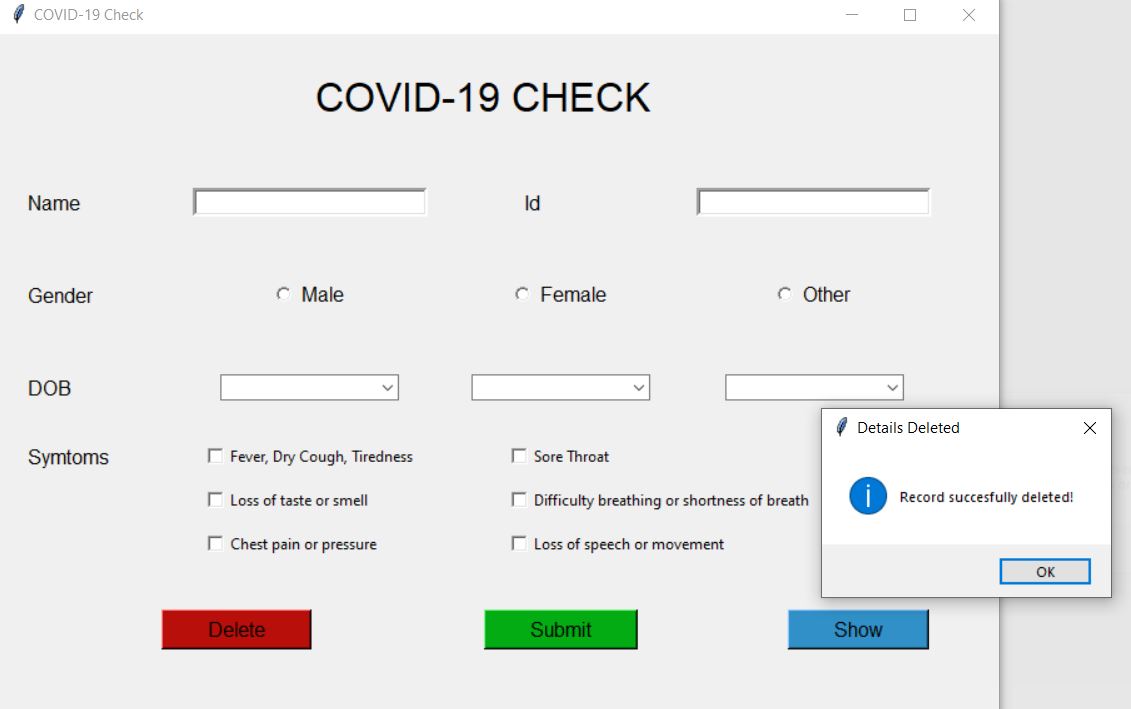 COVID-19 Check
COVID-19 CHECK
Name Id
Gender Male Female Other
DOB
Details Deleted
Symtoms Fever, Dry Cough, Tiredness Sore Throat
Loss of taste or smell Difficulty breathing or shortness of breath
Record succesfully deleted!
Chest pain or pressure Loss of speech or movement
OK
Delete Submit Show